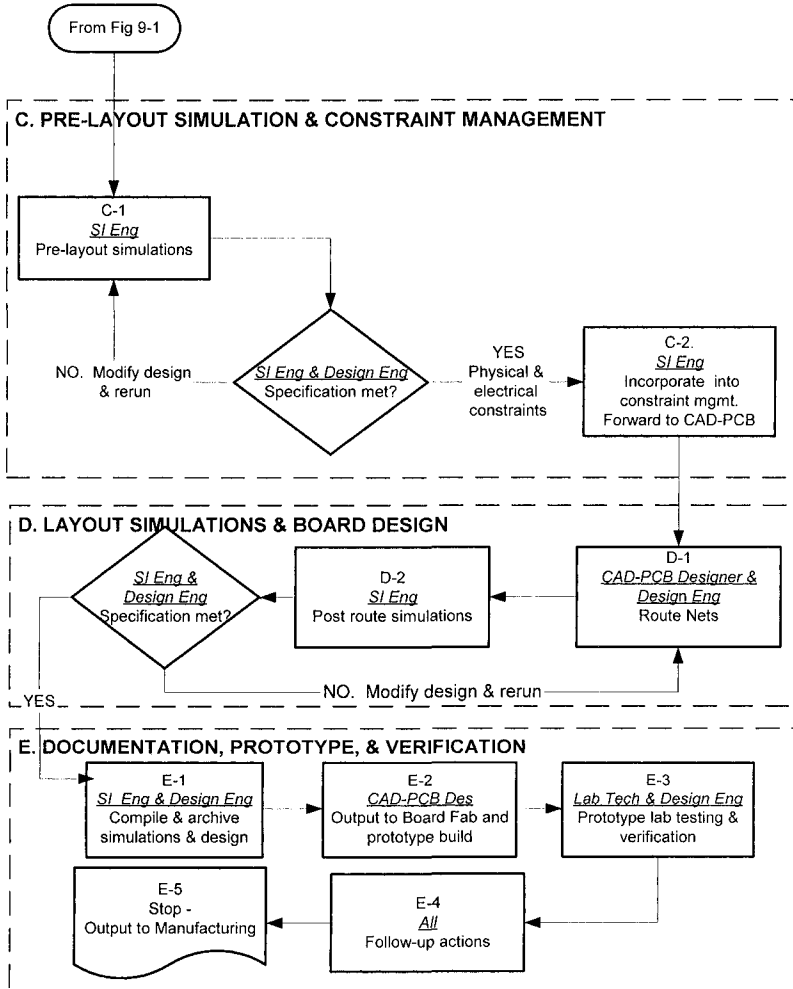 From Fig 9-1
C. PRE-LAYOUT SIMULATION & CONSTRAINT MANAGEMENT
C-1
SI Eng
Pre-layout simulations
NO. Modify design
& rerun
SI Eng & Design Eng
Specification met?
YES
Physical &
electrical
constraints
C-2.
SI Eng
Incorporate into
constraint mgmt.
Forward to CAD-PCB
D. LAYOUT SIMULATIONS & BOARD DESIGN
SI Eng &
Design Eng
Specification met?
D-2
SI Eng
Post route simulations
D-1
CAD-PCB Designer &
Design Eng
Route Nets
NO. Modify design & rerun
YES
E. DOCUMENTATION, PROTOTYPE, & VERIFICATION
E-1
SI Eng & Design Eng
Compile & archive
simulations & design
E-2
CAD-PCB Des
Output to Board Fab and
prototype build
E-3
Lab Tech & Design Eng
Prototype lab testing &
verification
E-5
Stop -
Output to Manufacturing
E-4
All
Follow-up actions